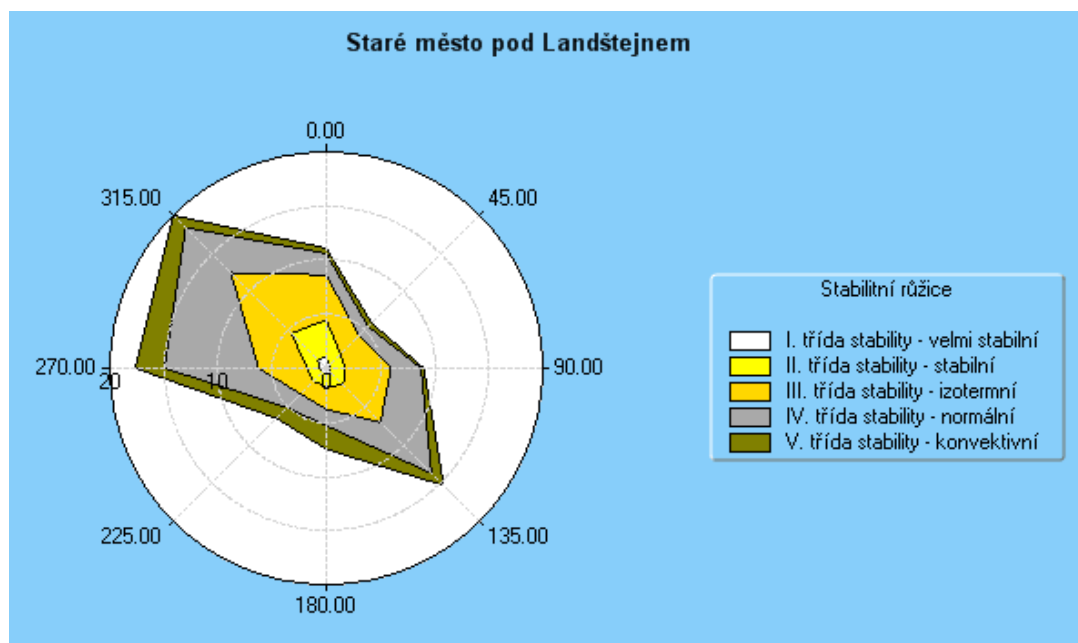 Staré město pod Landštejnem
0.00
315.00
45.00
270.00
20
10
0
90.00
225.00
135.00
180.00
Stabilitní růžice
I. třída stability - velmi stabilní
II. třída stability - stabilní
III. třída stability - izotermní
IV. třída stability - normální
V. třída stability - konvektivní